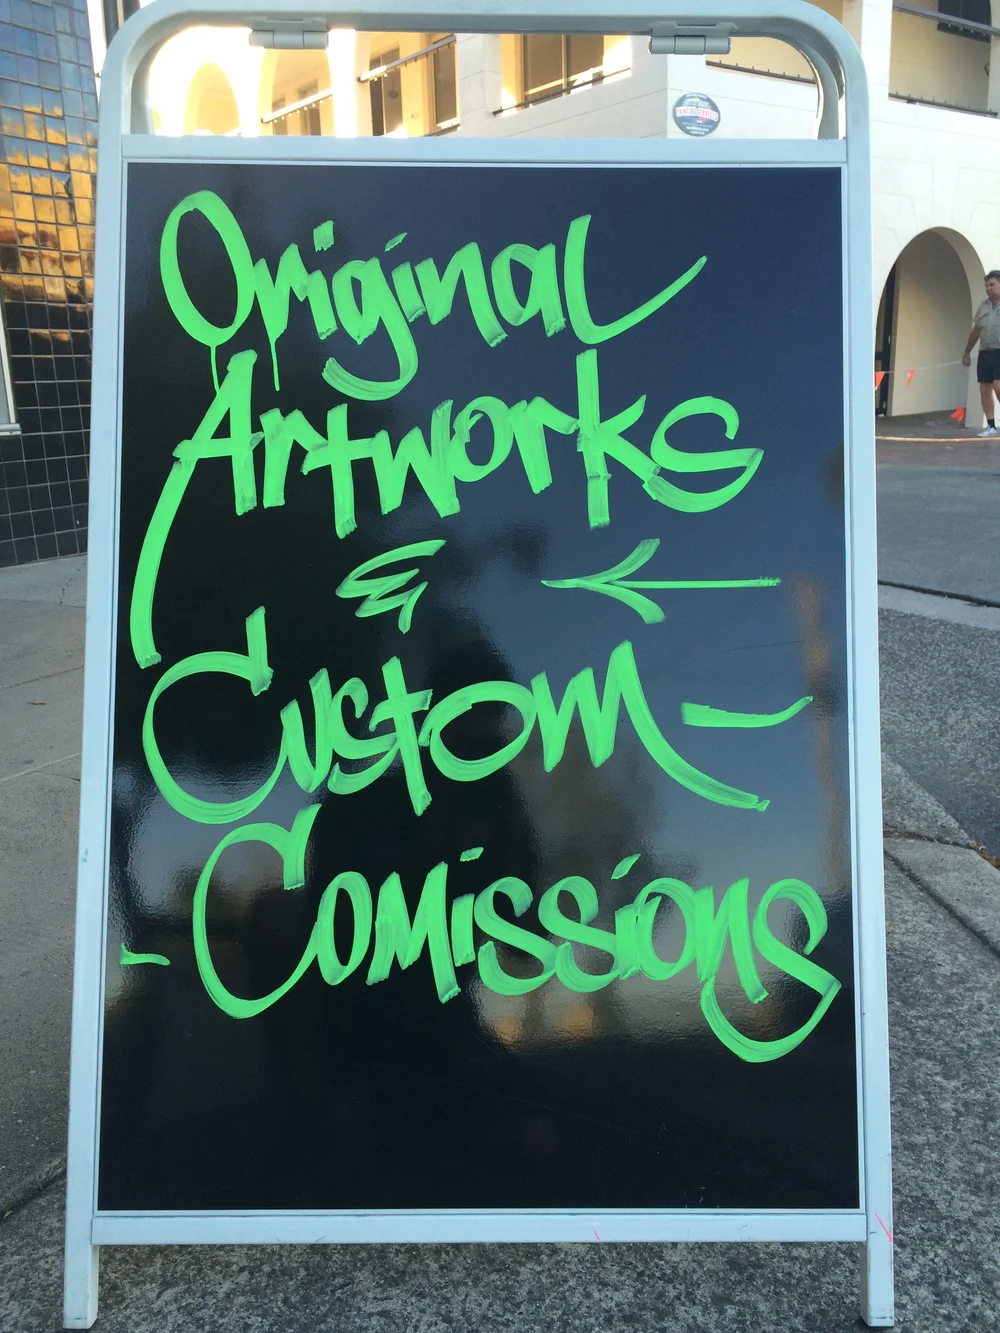 Original
Artworks
&
Custom -
- Comissions